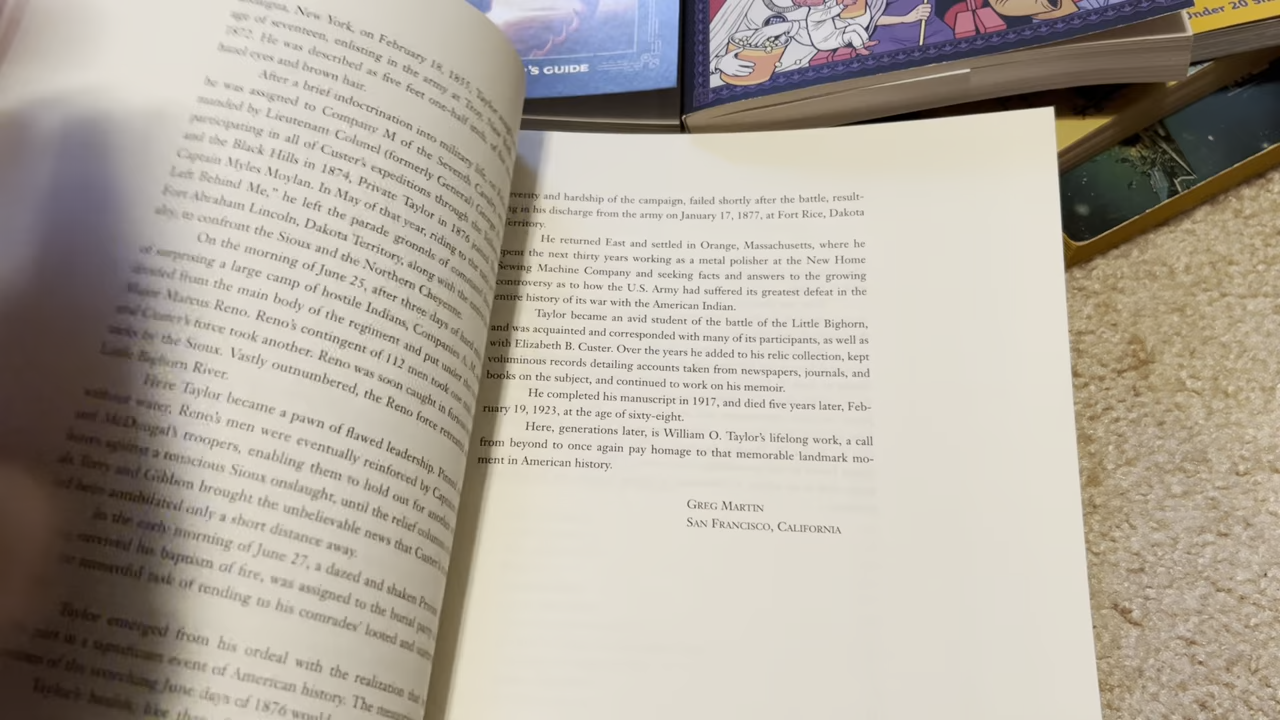 New York, on February 18, 1855, Taylor
age of seventeen, enlisting in the army at Troy, New
1872. He was described as five feet one-half inch of
hazel eyes and brown hair.
After a brief indoctrination into military life,
he was assigned to Company M of the Seventh
manded by Lieutenant Colonel (formerly General)
participating in all of Custer's expeditions through the
and the Black Hills in 1874, Private Taylor in 1876 joined
Captain Myles Moylan. In May of that year, riding to the
Left Behind Me," he left the parade grounds of
Fort Abraham Lincoln, Dakota Territory, along with the
to confront the Sioux and the Northern Cheyenne.
On the morning of June 25, after three days of hard
of surprising a large camp of hostile Indians, Companies A, M,
divided from the main body of the regiment and put under
Major Marcus Reno. Reno's contingent of 112 men took one
and Custer's force took another. Reno was soon caught in
by the Sioux. Vastly outnumbered, the Reno force
Little Bighorn River.
Here Taylor became a pawn of flawed leadership. Pinned
without water, Reno's men were eventually reinforced by
and McDougal's troopers, enabling them to hold out for another
against a tenacious Sioux onslaught, until the relief
Terry and Gibbon brought the unbelievable news that Custer's
had been annihilated only a short distance away.
In the early morning of June 27, a dazed and shaken
survived his baptism of fire, was assigned to the burial party
task of tending to his comrades' looted and
Taylor emerged from his ordeal with the realization that
part in a significant event of American history. The
of the scorching June days of 1876 would
Taylor's health, like
'S GUIDE
Under 20
verity and hardship of the campaign, failed shortly after the battle, result-
ng in his discharge from the army on January 17, 1877, at Fort Rice, Dakota
Territory.
He returned East and settled in Orange, Massachusetts, where he
spent the next thirty years working as a metal polisher at the New Home
Sewing Machine Company and seeking facts and answers to the growing
controversy as to how the U.S. Army had suffered its greatest defeat in the
entire history of its war with the American Indian.
Taylor became an avid student of the battle of the Little Bighorn,
and was acquainted and corresponded with many of its participants, as well as
with Elizabeth B. Custer. Over the years he added to his relic collection, kept
voluminous records detailing accounts taken from newspapers, journals, and
books on the subject, and continued to work on his memoir.
He completed his manuscript in 1917, and died five years later, Feb-
ruary 19, 1923, at the age of sixty-eight.
Here, generations later, is William O. Taylor's lifelong work, a call
from beyond to once again pay homage to that memorable landmark mo-
ment in American history.
GREG MARTIN
SAN FRANCISCO, CALIFORNIA